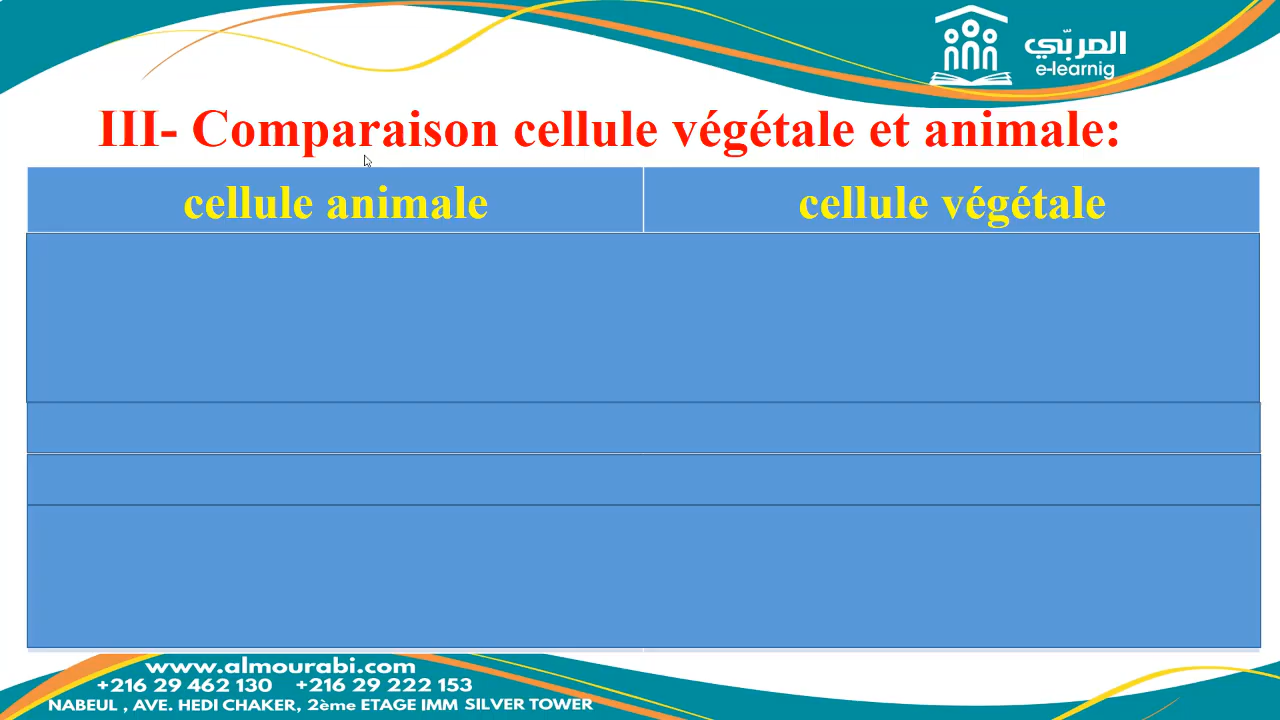 المربّي
e-learnig
III- Comparaison cellule végétale et animale:
cellule animale
cellule végétale
www.almourabi.com
+216 29 462 130 +216 29 222 153
NABEUL , AVE. HEDI CHAKER, 2ème ETAGE IMM SILVER TOWER